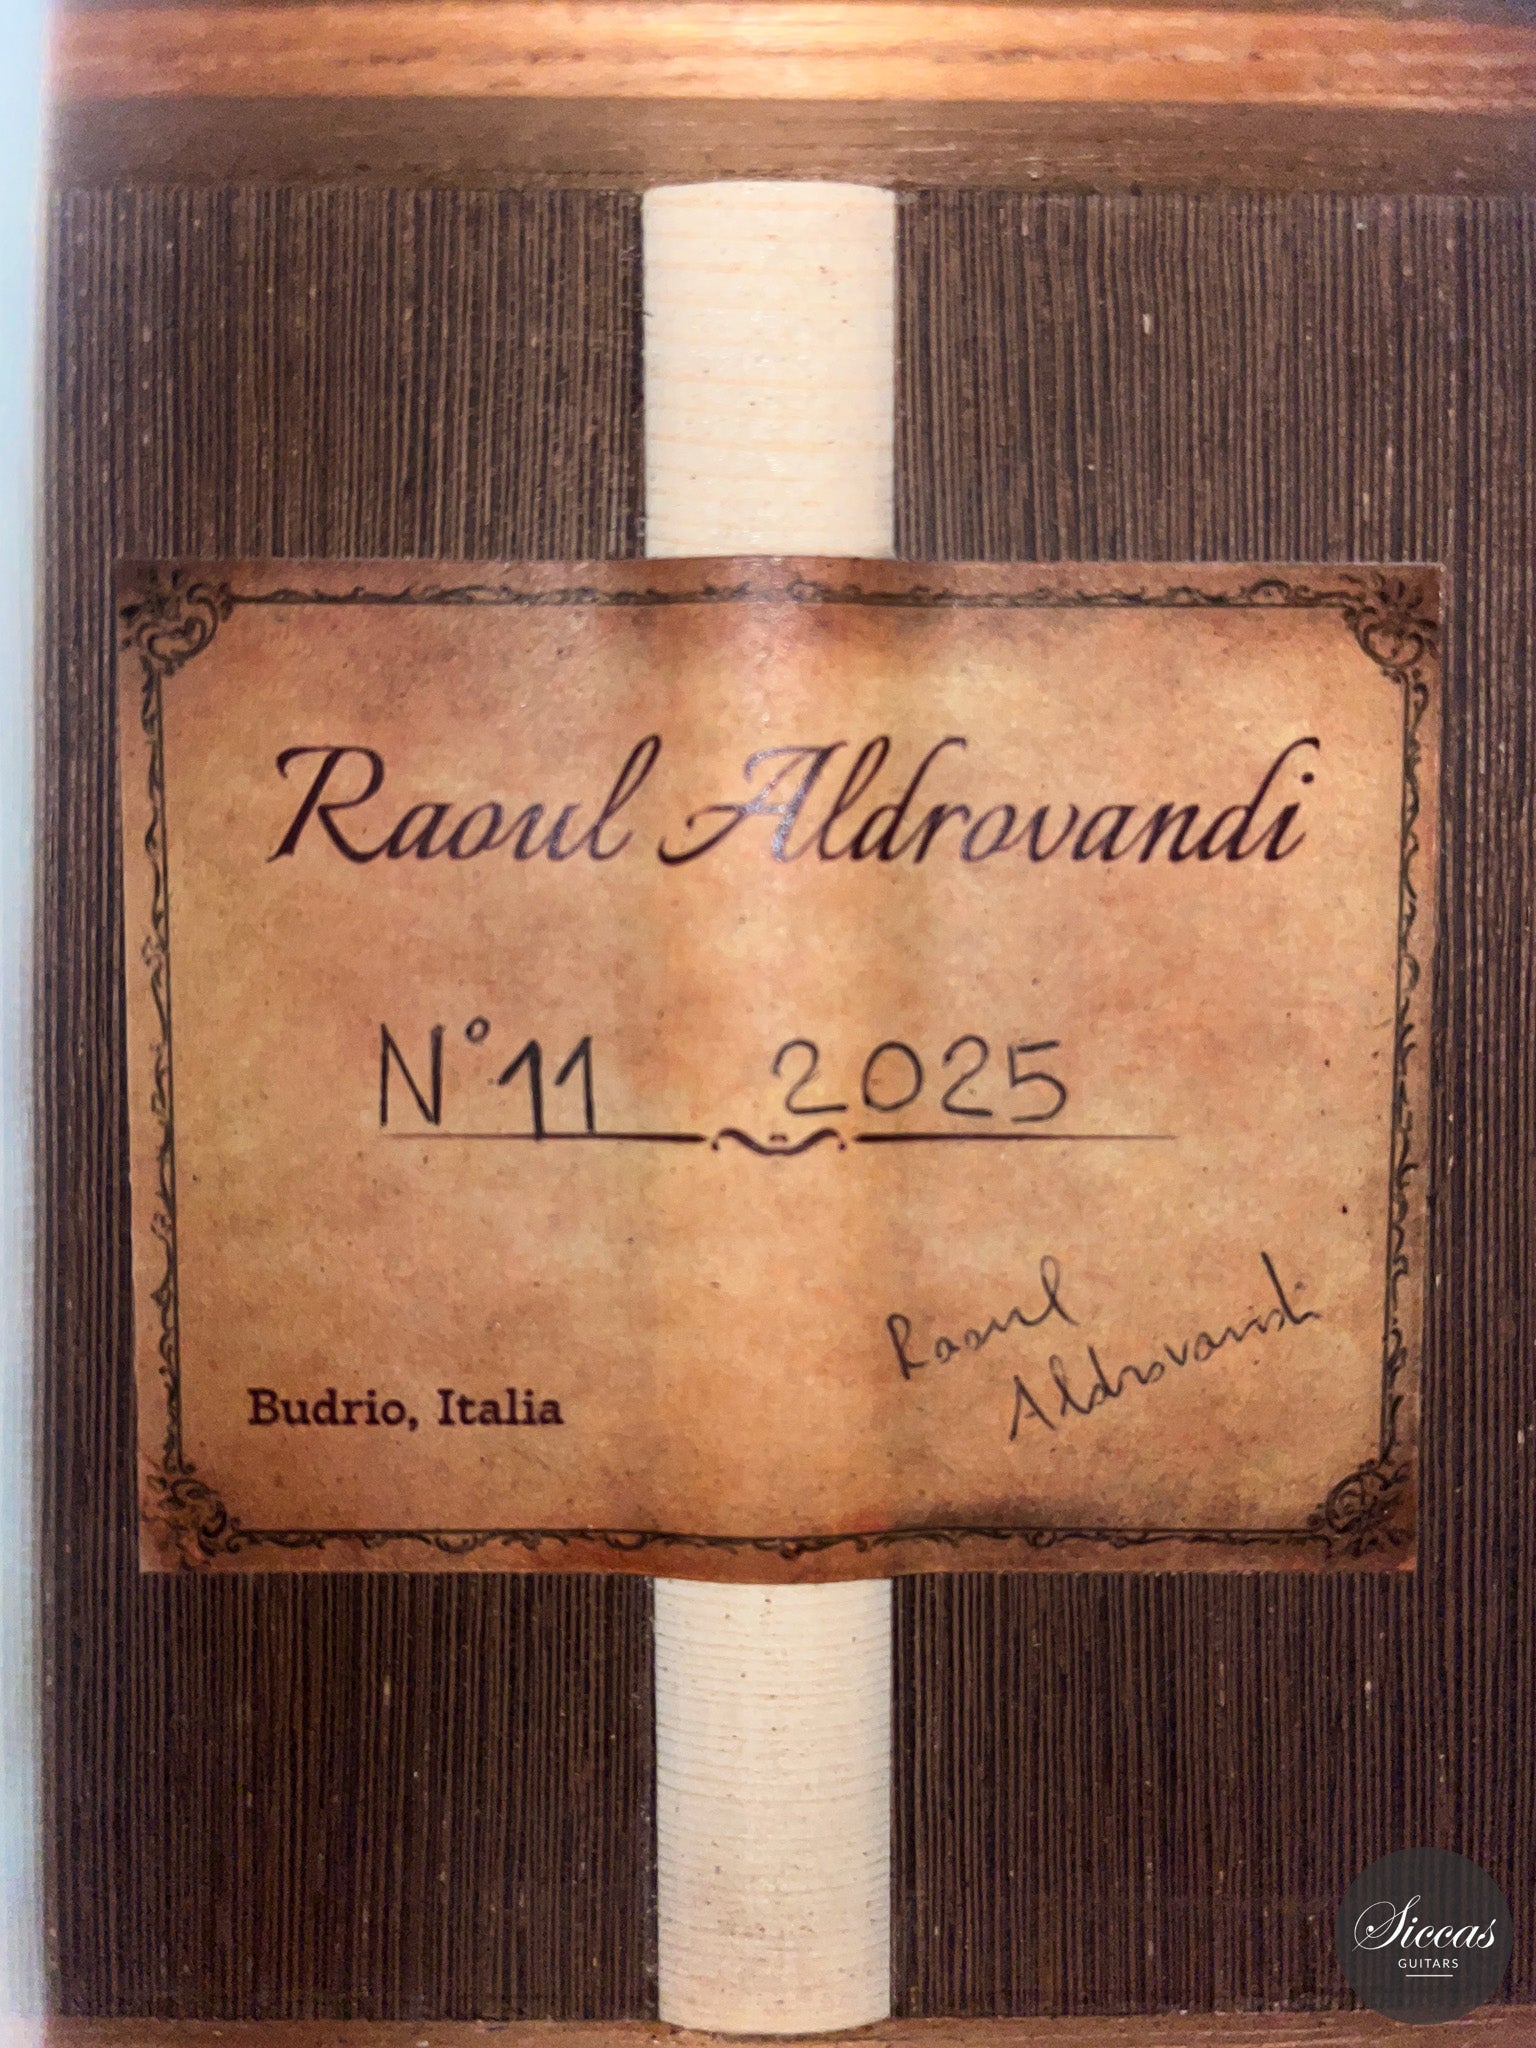 Raoul Aldrovandi
N°11 2025
Budrio, Italia
Raoul
Aldrovandi
Siccas
GUITARS